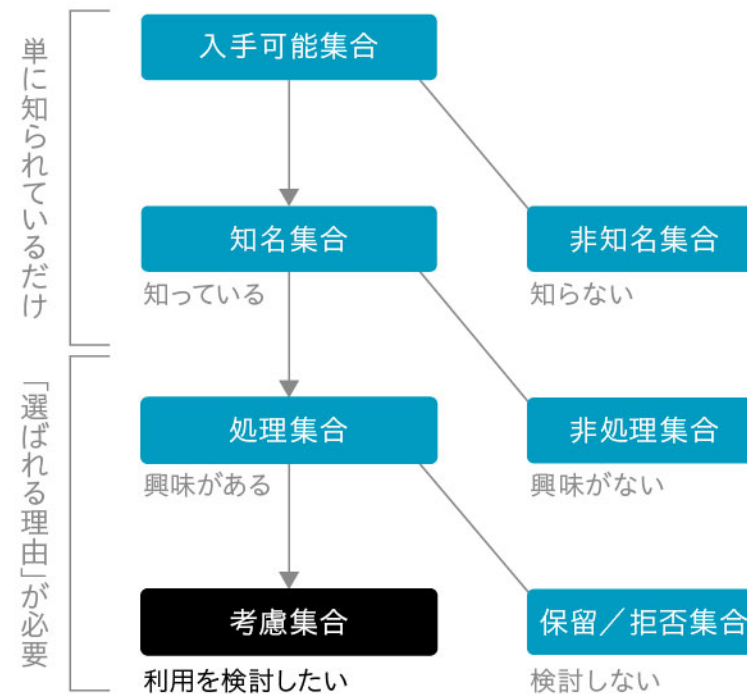 単に知られているだけ
入手可能集合
知名集合
知っている
非知名集合
知らない
「選ばれる理由」が必要
処理集合
興味がある
非処理集合
興味がない
考慮集合
利用を検討したい
保留／拒否集合
検討しない